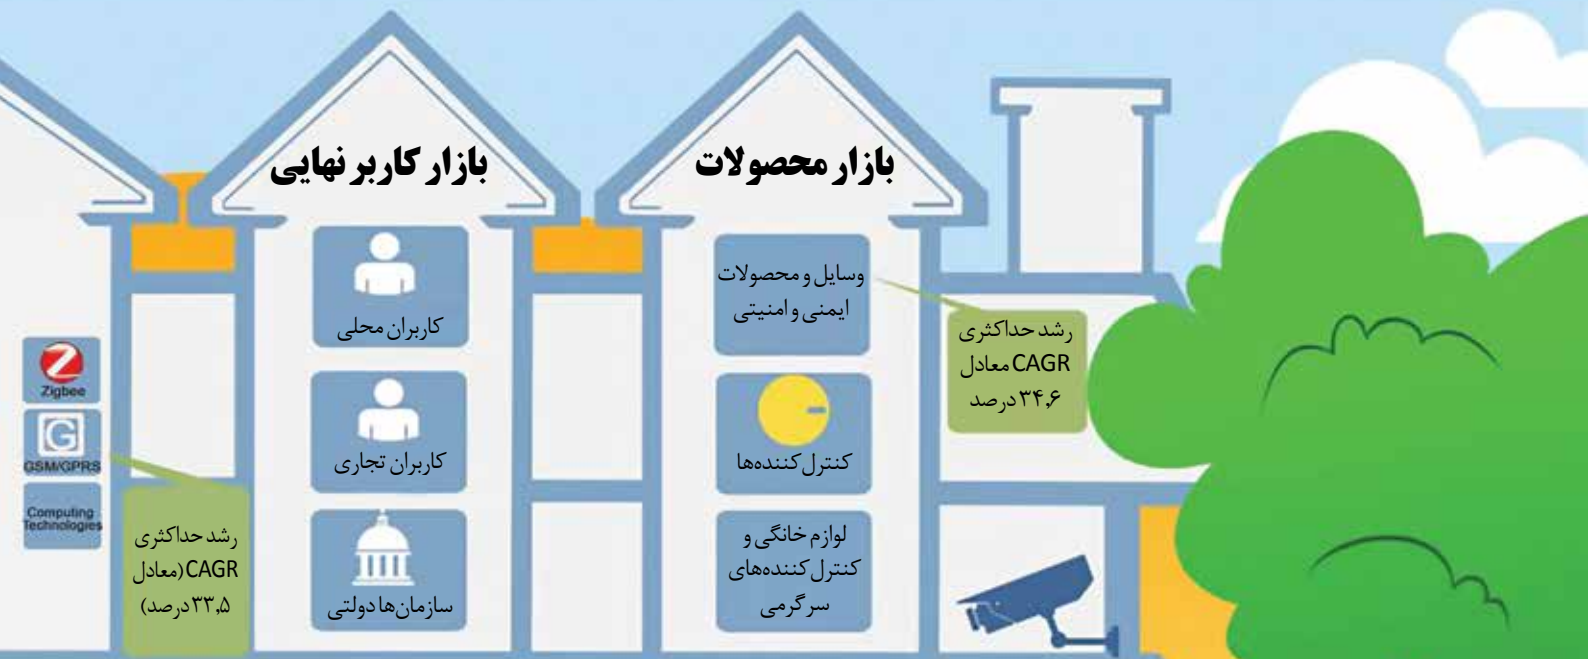 بازار محصولات
وسایل و محصولات
ایمنی و امنیتی
رشد حداکثری
CAGR معادل
۳۴٫۶ درصد
کنترل‌کننده‌ها
لوازم خانگی و
کنترل‌کننده‌های
سرگرمی
بازار کاربر نهایی
کاربران محلی
کاربران تجاری
سازمان‌ها دولتی
Zigbee
G
GSM/GPRS
Computing
Technologies
رشد حداکثری
CAGR (معادل
۳۳٫۵ درصد)